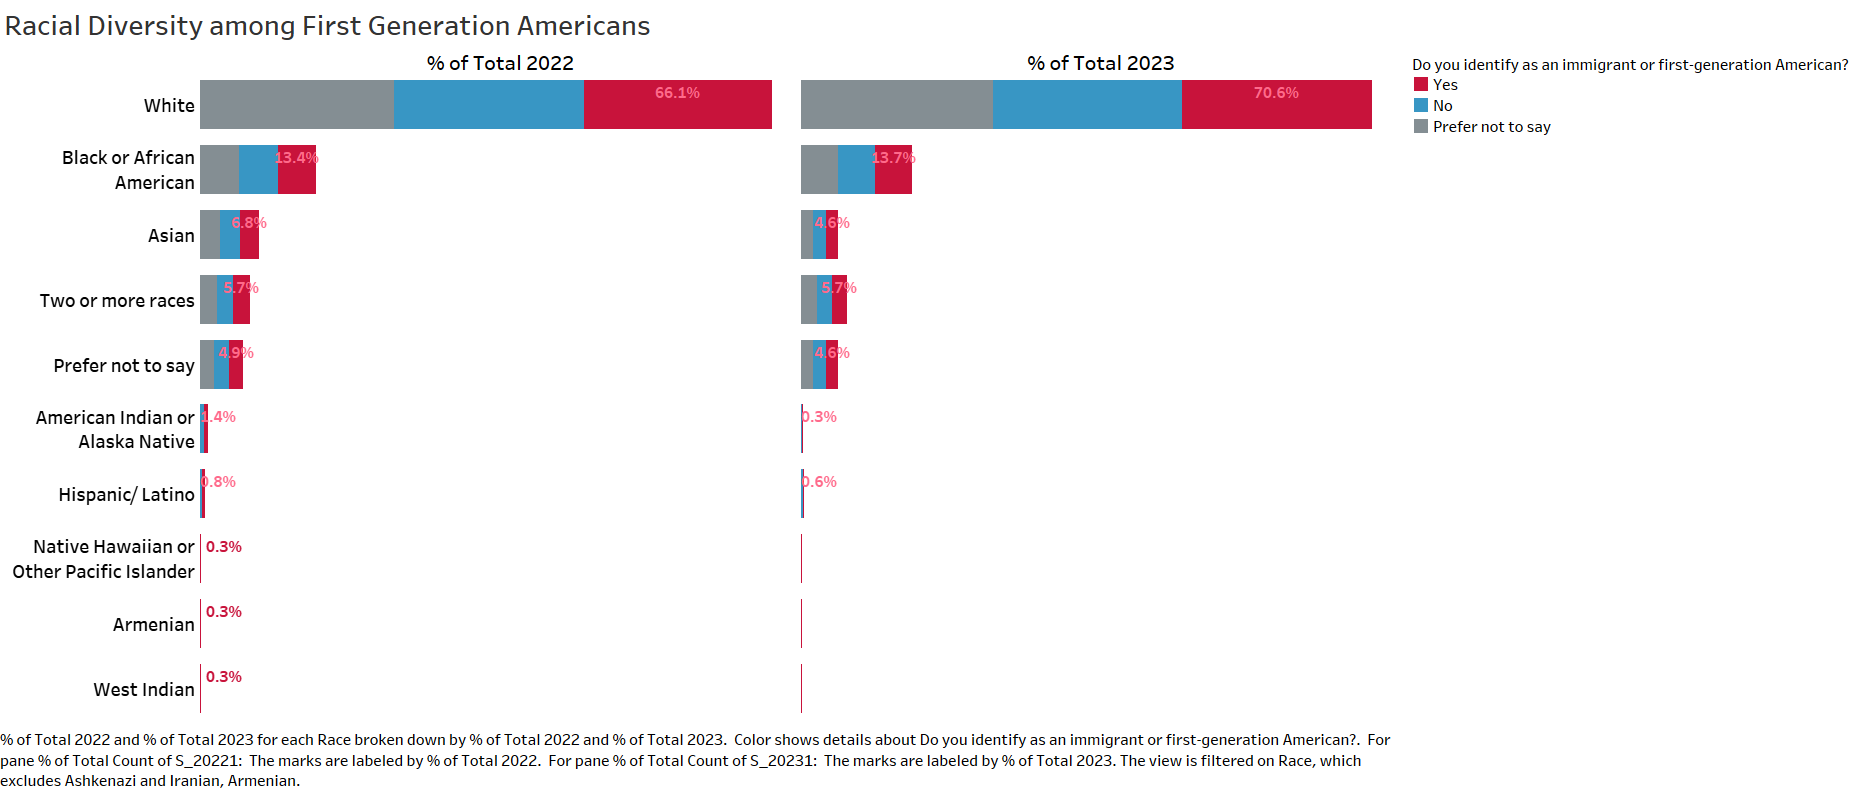 Racial Diversity among First Generation Americans
% of Total 2022
% of Total 2023
Do you identify as an immigrant or first-generation American?
Yes
No
Prefer not to say
White
66.1%
70.6%
Black or African
American
13.4%
13.7%
Asian
6.8%
4.6%
Two or more races
5.7%
5.7%
Prefer not to say
4.9%
4.6%
American Indian or
Alaska Native
1.4%
0.3%
Hispanic/ Latino
0.8%
0.6%
Native Hawaiian or
Other Pacific Islander
0.3%
Armenian
0.3%
West Indian
0.3%
% of Total 2022 and % of Total 2023 for each Race broken down by % of Total 2022 and % of Total 2023.  Color shows details about Do you identify as an immigrant or first-generation American?.  For
pane % of Total Count of S_20221:  The marks are labeled by % of Total 2022.  For pane % of Total Count of S_20231:  The marks are labeled by % of Total 2023. The view is filtered on Race, which
excludes Ashkenazi and Iranian, Armenian.